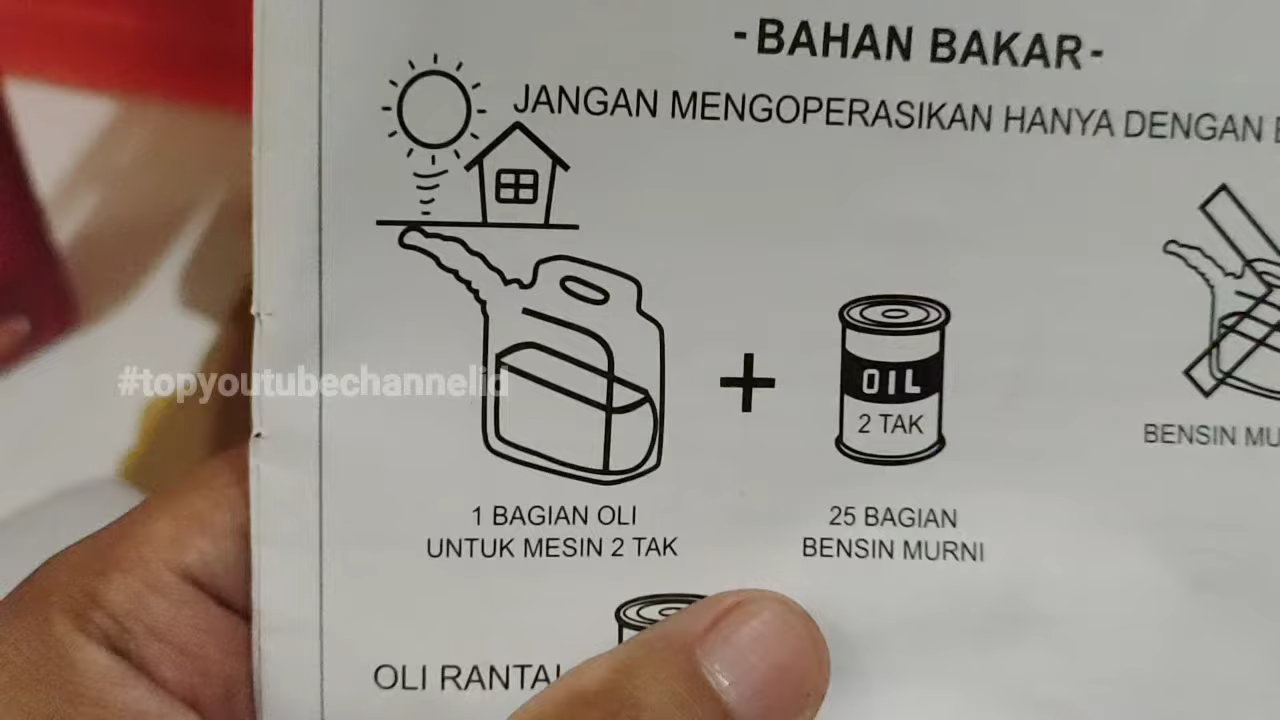 -BAHAN BAKAR-
JANGAN MENGOPERASIKAN HANYA DENGAN
#topyoutubechannelid
OIL
2 TAK
BENSIN
1 BAGIAN OLI
UNTUK MESIN 2 TAK
25 BAGIAN
BENSIN MURNI
OLI RANTAI